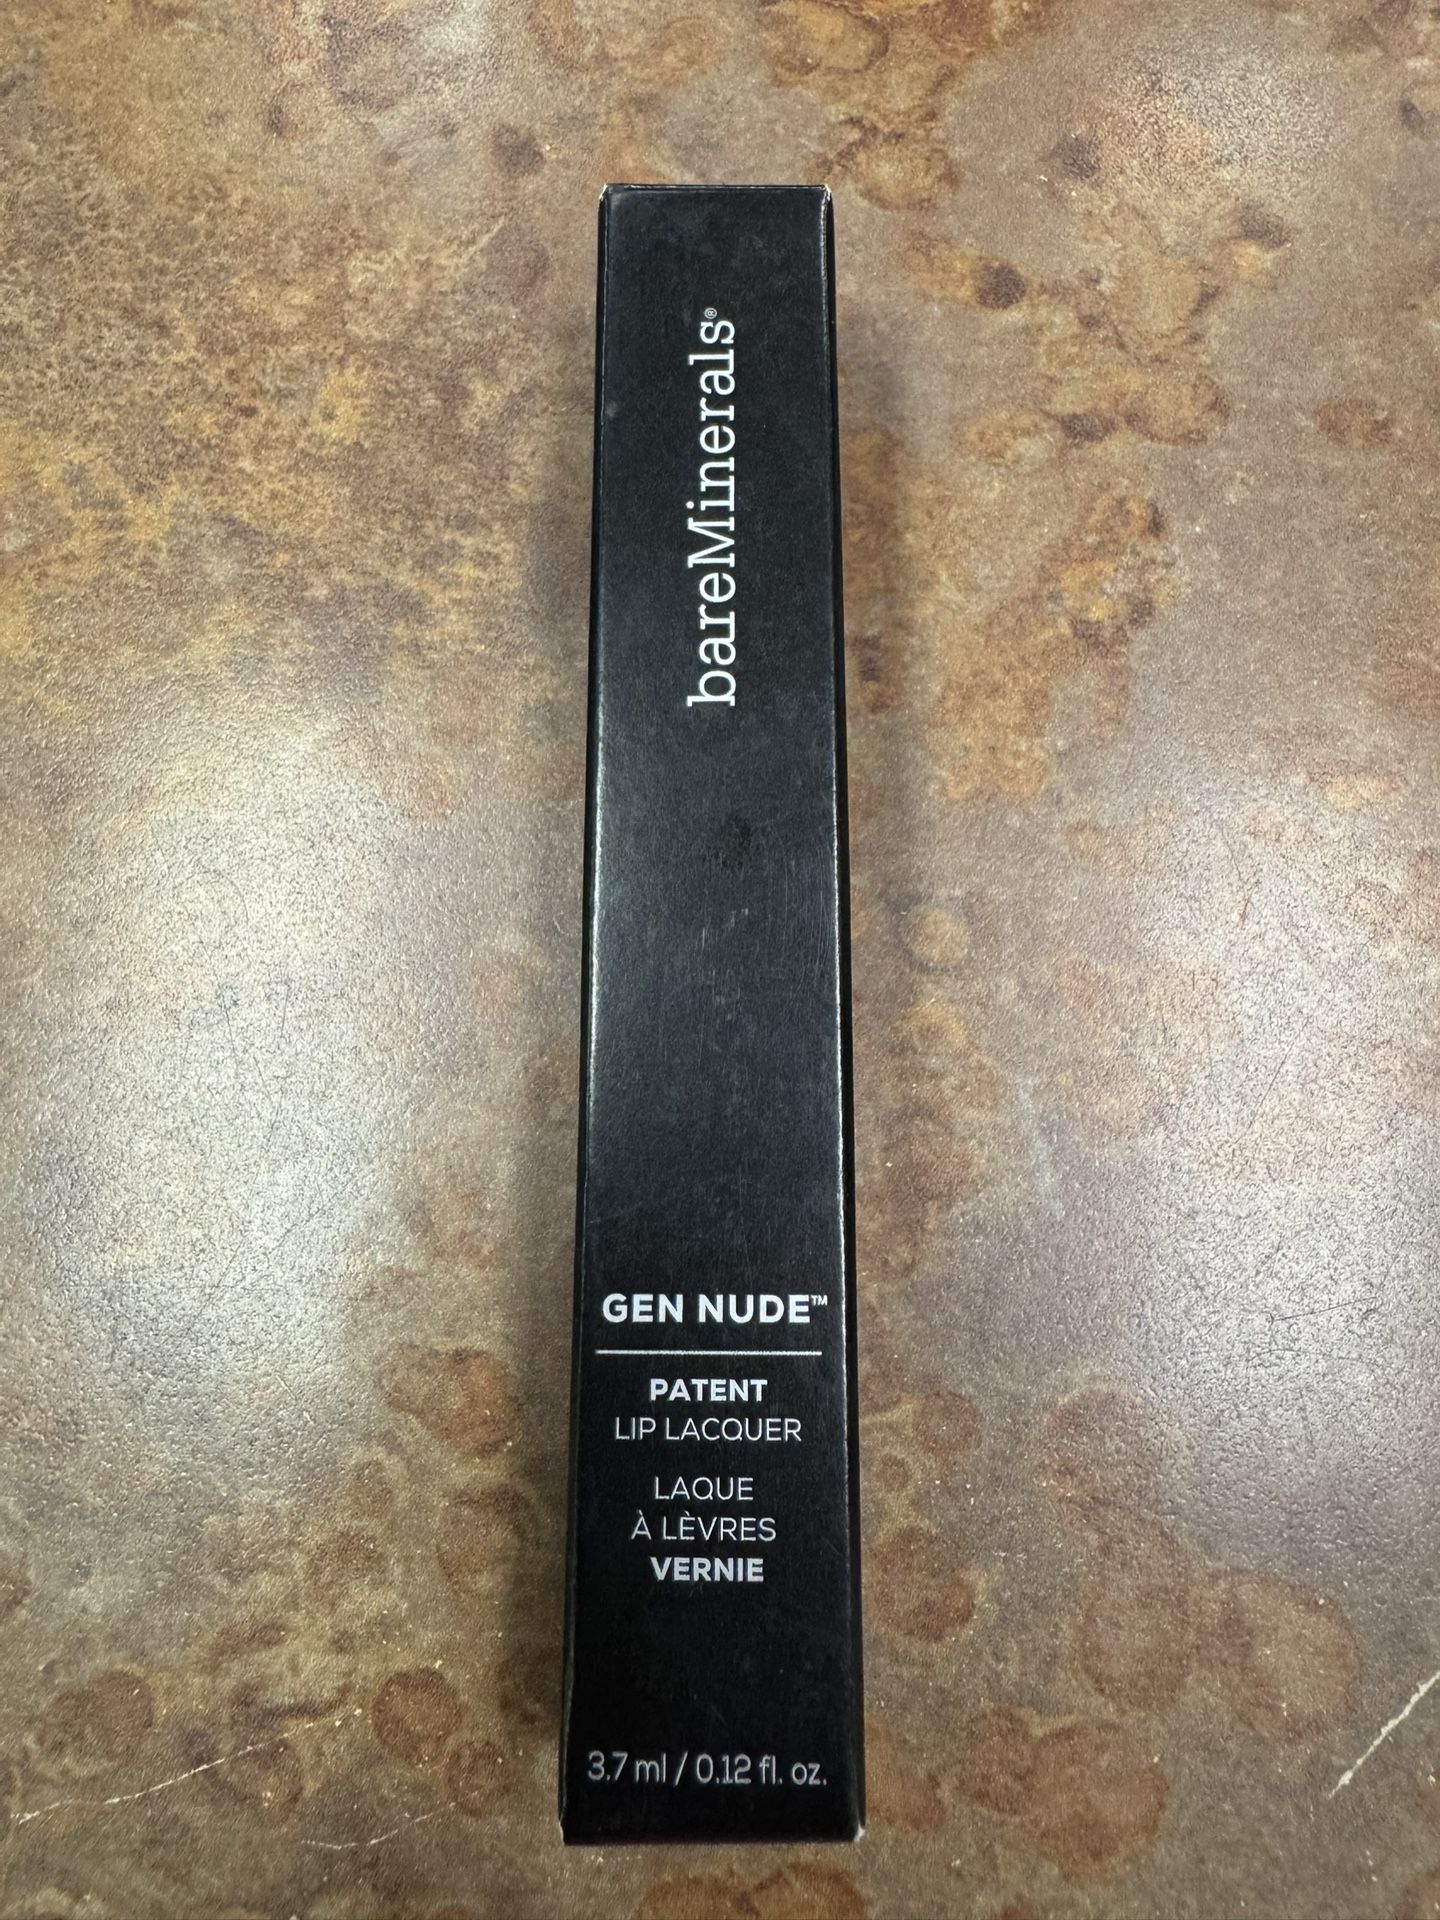 bareMinerals®
GEN NUDE™
PATENT
LIP LACQUER
LAQUE
À LÈVRES
VERNIE
3.7 ml / 0.12 fl. oz.